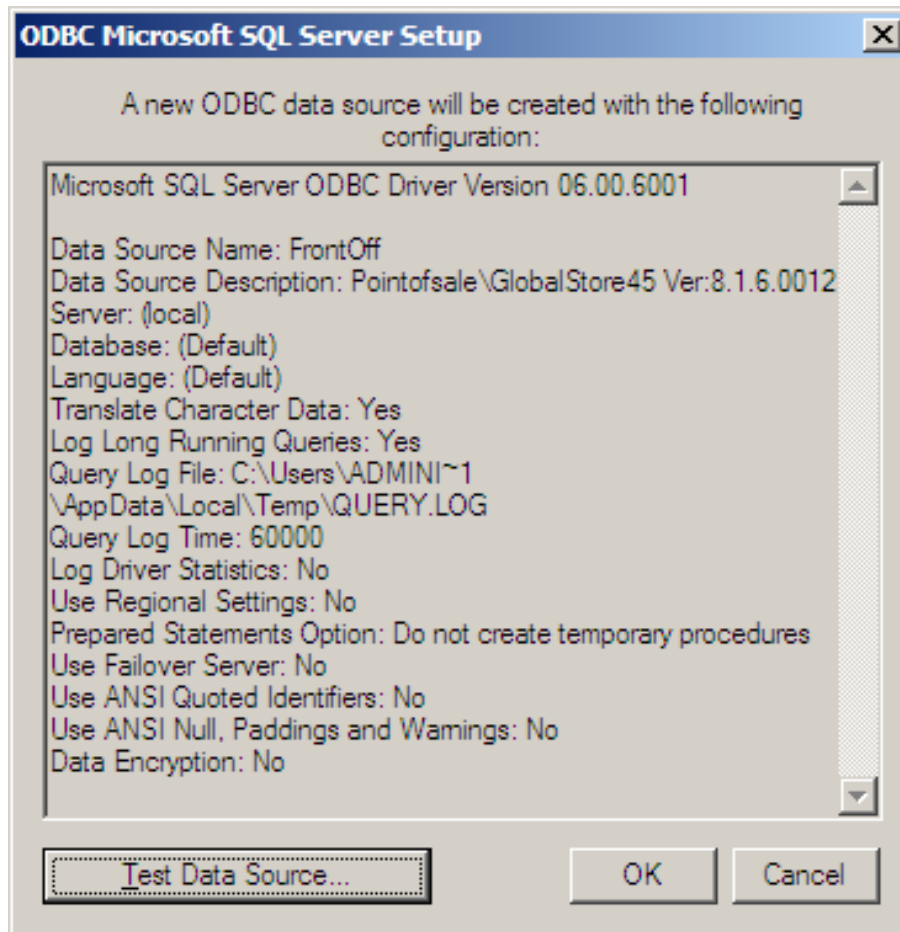 ODBC Microsoft SQL Server Setup
A new ODBC data source will be created with the following
configuration:
Microsoft SQL Server ODBC Driver Version 06.00.6001
Data Source Name: FrontOff
Data Source Description: Pointofsale\GlobalStore45 Ver:8.1.6.0012
Server: (local)
Database: (Default)
Language: (Default)
Translate Character Data: Yes
Log Long Running Queries: Yes
Query Log File: C:\Users\ADMINI~1
\AppData\Local\Temp\QUERY.LOG
Query Log Time: 60000
Log Driver Statistics: No
Use Regional Settings: No
Prepared Statements Option: Do not create temporary procedures
Use Failover Server: No
Use ANSI Quoted Identifiers: No
Use ANSI Null, Paddings and Warnings: No
Data Encryption: No
Test Data Source... OK Cancel